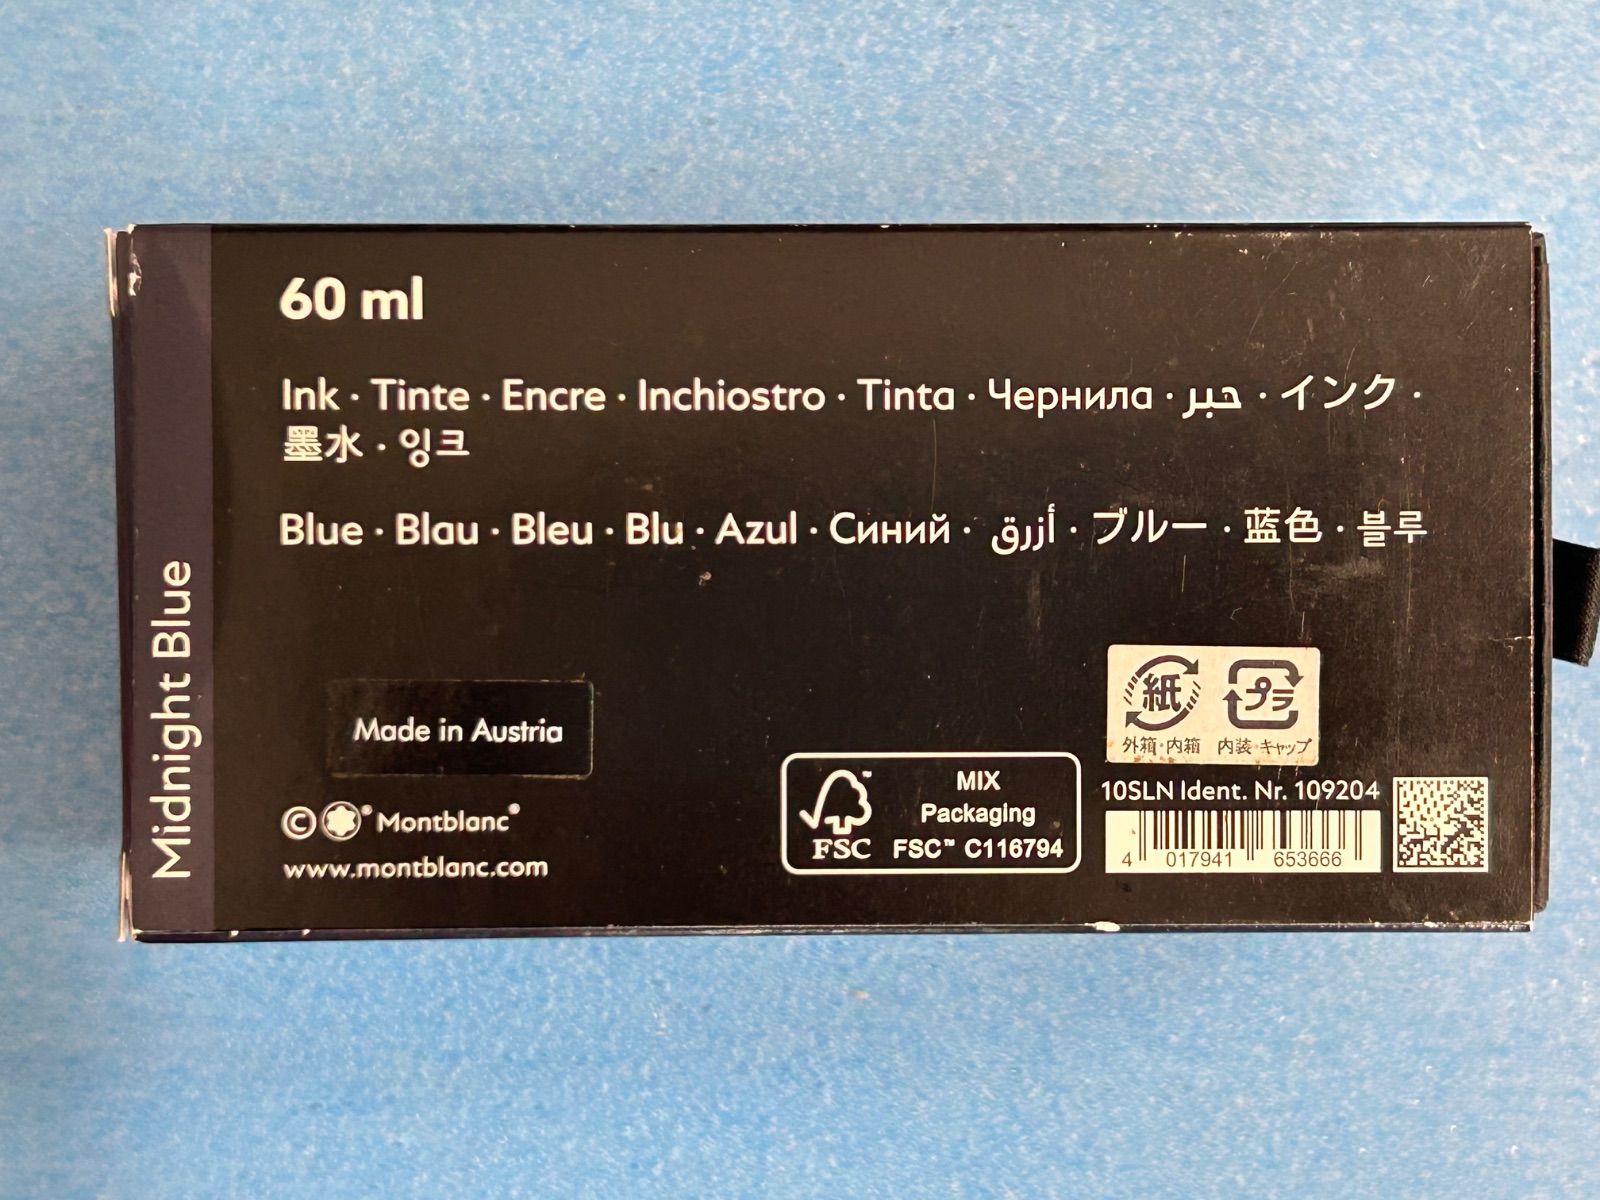 60 ml
Ink · Tinte · Encre · Inchiostro · Tinta · Чернила · حبر · インク ·
墨水 · 잉크
Blue · Blau · Bleu · Blu · Azul · Синий · أزرق · ブルー · 蓝色 · 블루
Midnight Blue
Made in Austria
© ® Montblanc®
www.montblanc.com
FSC™
MIX
Packaging
FSC™ C116794
紙 プラ
外箱・内箱 内装・キャップ
10SLN Ident. Nr. 109204
4 017941 653666